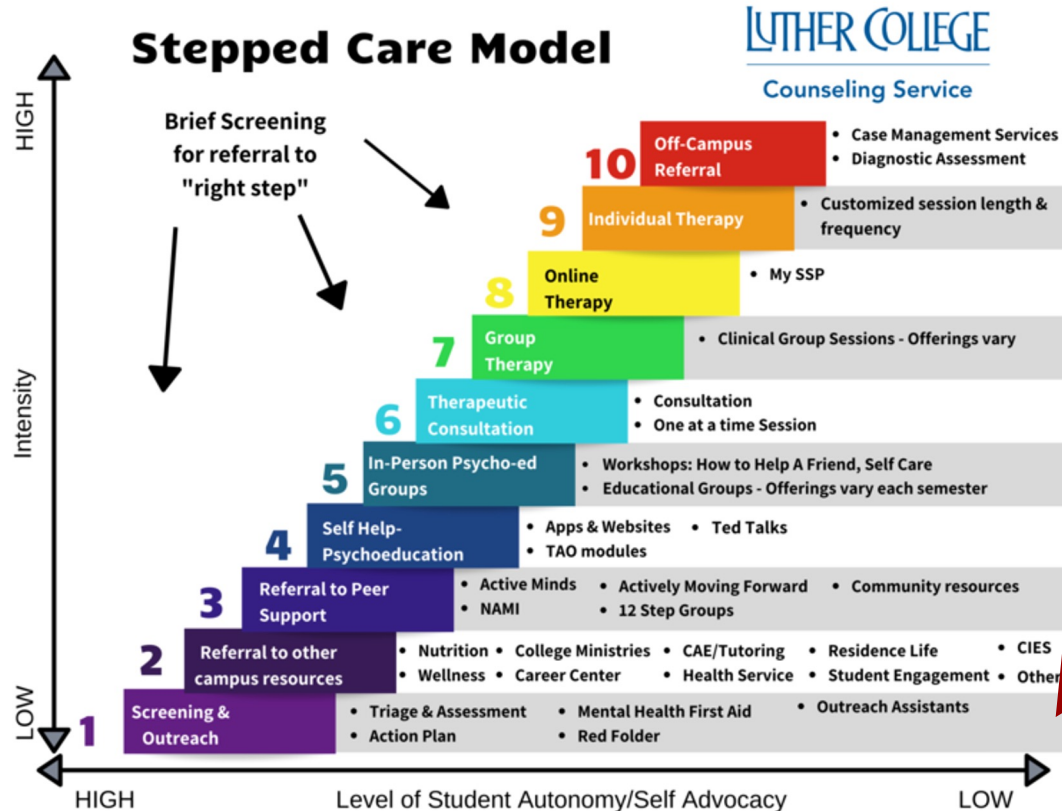 Stepped Care Model
LUTHER COLLEGE
Counseling Service
HIGH
Intensity
LOW
Brief Screening
for referral to
"right step"
10
Off-Campus
Referral
• Case Management Services
• Diagnostic Assessment
9
Individual Therapy
• Customized session length &
frequency
8
Online
Therapy
• My SSP
7
Group
Therapy
• Clinical Group Sessions - Offerings vary
6
Therapeutic
Consultation
• Consultation
• One at a time Session
5
In-Person Psycho-ed
Groups
• Workshops: How to Help A Friend, Self Care
• Educational Groups - Offerings vary each semester
4
Self Help-
Psychoeducation
• Apps & Websites • Ted Talks
• TAO modules
3
Referral to Peer
Support
• Active Minds • Actively Moving Forward • Community resources
• NAMI • 12 Step Groups
2
Referral to other
campus resources
• Nutrition • College Ministries • CAE/Tutoring • Residence Life • CIES
• Wellness • Career Center • Health Service • Student Engagement • Other
1
Screening &
Outreach
• Triage & Assessment • Mental Health First Aid • Outreach Assistants
• Action Plan • Red Folder
HIGH Level of Student Autonomy/Self Advocacy LOW